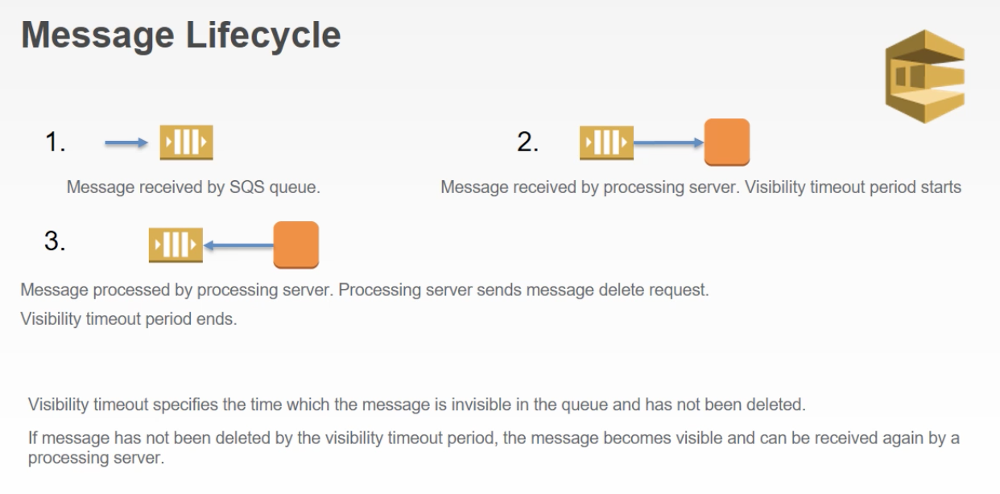 Message Lifecycle
1.
Message received by SQS queue.
2.
Message received by processing server. Visibility timeout period starts
3.
Message processed by processing server. Processing server sends message delete request.
Visibility timeout period ends.
Visibility timeout specifies the time which the message is invisible in the queue and has not been deleted.
If message has not been deleted by the visibility timeout period, the message becomes visible and can be received again by a
processing server.